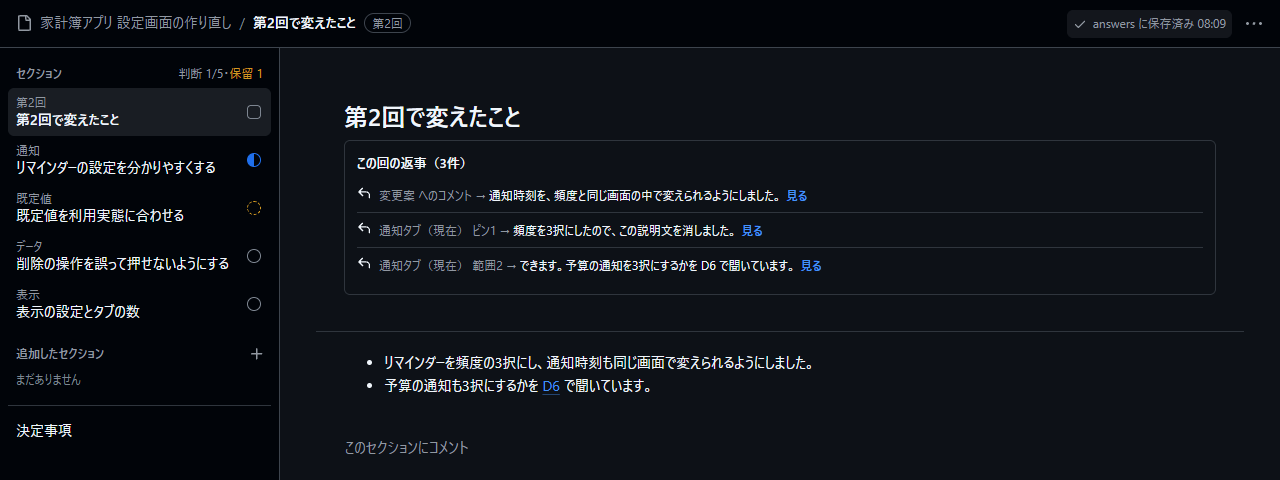 家計簿アプリ 設定画面の作り直し / 第2回で変えたこと 第2回
answers に保存済み 08:09
セクション 判断 1/5・保留 1
第2回
第2回で変えたこと
通知
リマインダーの設定を分かりやすくする
既定値
既定値を利用実態に合わせる
データ
削除の操作を誤って押せないようにする
表示
表示の設定とタブの数
追加したセクション
まだありません
決定事項
第2回で変えたこと
この回の返事（3件）
変更案 へのコメント → 通知時刻を、頻度と同じ画面の中で変えられるようにしました。 見る
通知タブ（現在） ピン1 → 頻度を3択にしたので、この説明文を消しました。 見る
通知タブ（現在） 範囲2 → できます。予算の通知を3択にするかを D6 で聞いています。 見る
• リマインダーを頻度の3択にし、通知時刻も同じ画面で変えられるようにしました。
• 予算の通知も3択にするかを D6 で聞いています。
このセクションにコメント